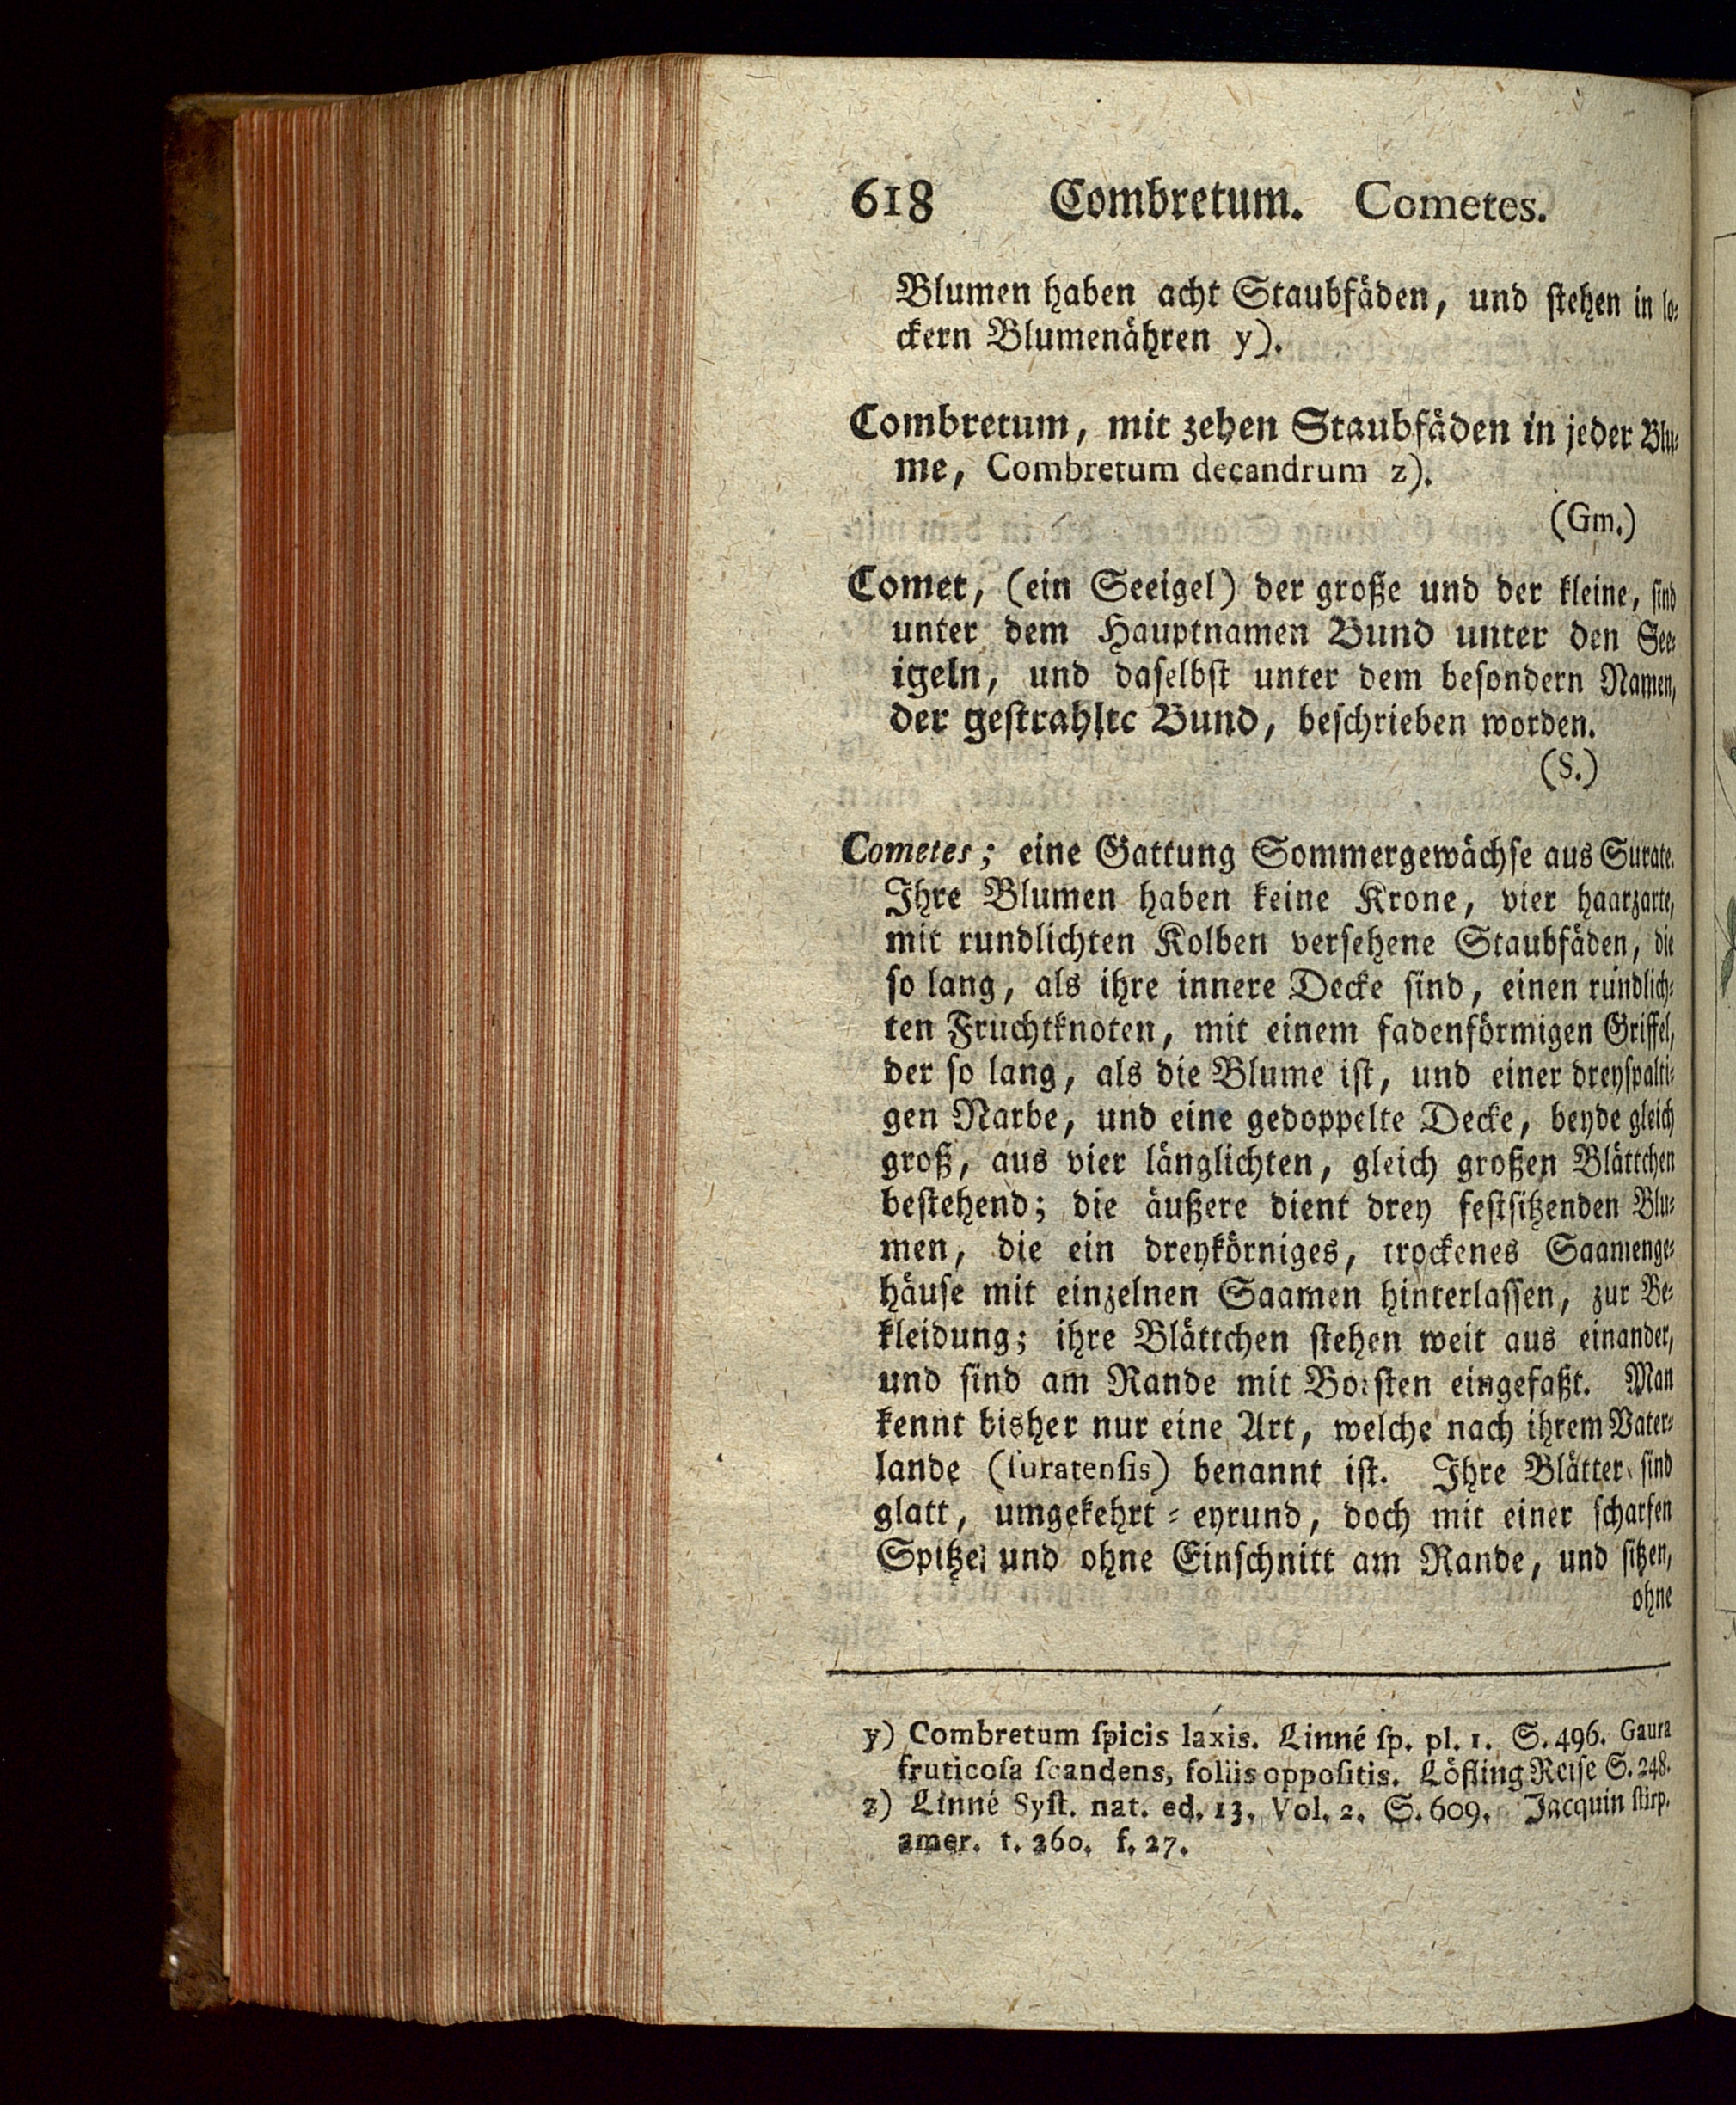 618 Combretum. Cometes.
Blumen haben acht Staubfäden, und stehen in lo-
ckern Blumenähren y).
Combretum, mit zehen Staubfäden in jeder Blu-
me, Combretum decandrum z).
(Gm.)
Comet, (ein Seeigel) der große und der kleine, sind
unter dem Hauptnamen Bund unter den See-
igeln, und daselbst unter dem besondern Namen,
der gestrahlte Bund, beschrieben worden.
(S.)
Cometes; eine Gattung Sommergewächse aus Surate.
Ihre Blumen haben keine Krone, vier haarzarte,
mit rundlichten Kolben versehene Staubfäden, die
so lang, als ihre innere Decke sind, einen rundlich-
ten Fruchtknoten, mit einem fadenförmigen Griffel,
der so lang, als die Blume ist, und einer dreyspalti-
gen Narbe, und eine gedoppelte Decke, beyde gleich
groß, aus vier länglichten, gleich großen Blättchen
bestehend; die äußere dient drey festsitzenden Blu-
men, die ein dreykörniges, trockenes Saamenge-
häuse mit einzelnen Saamen hinterlassen, zur Be-
kleidung; ihre Blättchen stehen weit aus einander,
und sind am Rande mit Borsten eingefaßt. Man
kennt bisher nur eine Art, welche nach ihrem Vater-
lande (ſuratenſis) benannt ist. Ihre Blätter sind
glatt, umgekehrt-eyrund, doch mit einer scharfen
Spitze und ohne Einschnitt am Rande, und sitzen,
ohne
y) Combretum ſpicis laxis. Linné ſp. pl. 1. S. 496. Gaura
fruticoſa ſcandens, foliis oppoſitis. Löfling Reise S. 248.
z) Linné Syſt. nat. ed. 13. Vol. 2. S. 609. Jacquin ſtirp.
amer. t. 260. f. 27.